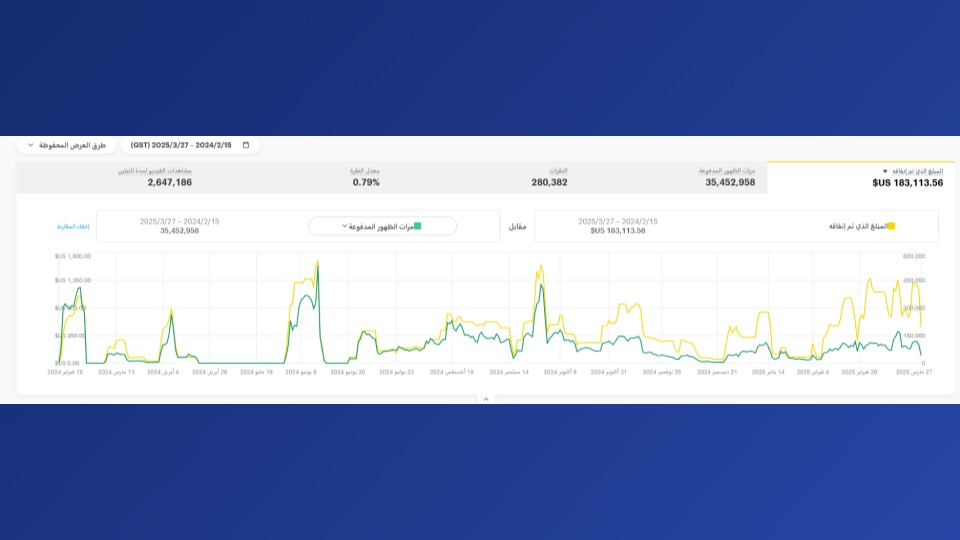 2024/2/15 – 2025/3/27 (GST)
طرق العرض المحفوظة
المبلغ الذي تم إنفاقه
$US 183,113.56
مرات الظهور المدفوعة
35,452,958
النقرات
280,382
معدل النقرة
0.79%
مشاهدات الفيديو لمدة ثانيتين
2,647,186
المبلغ الذي تم إنفاقه
2024/2/15 – 2025/3/27
$US 183,113.56
مقابل
مرات الظهور المدفوعة
2024/2/15 – 2025/3/27
35,452,958
إخفاء المقارنة
$US 1,800.00
$US 1,350.00
$US 450.00
$US 0.00
600,000
450,000
300,000
150,000
0
15 فبراير 2024
13 مارس 2024
4 أبريل 2024
26 أبريل 2024
18 مايو 2024
6 يونيو 2024
30 يونيو 2024
23 يوليو 2024
18 أغسطس 2024
14 سبتمبر 2024
8 أكتوبر 2024
31 أكتوبر 2024
26 نوفمبر 2024
21 ديسمبر 2024
14 يناير 2025
4 فبراير 2025
26 فبراير 2025
27 مارس 2025